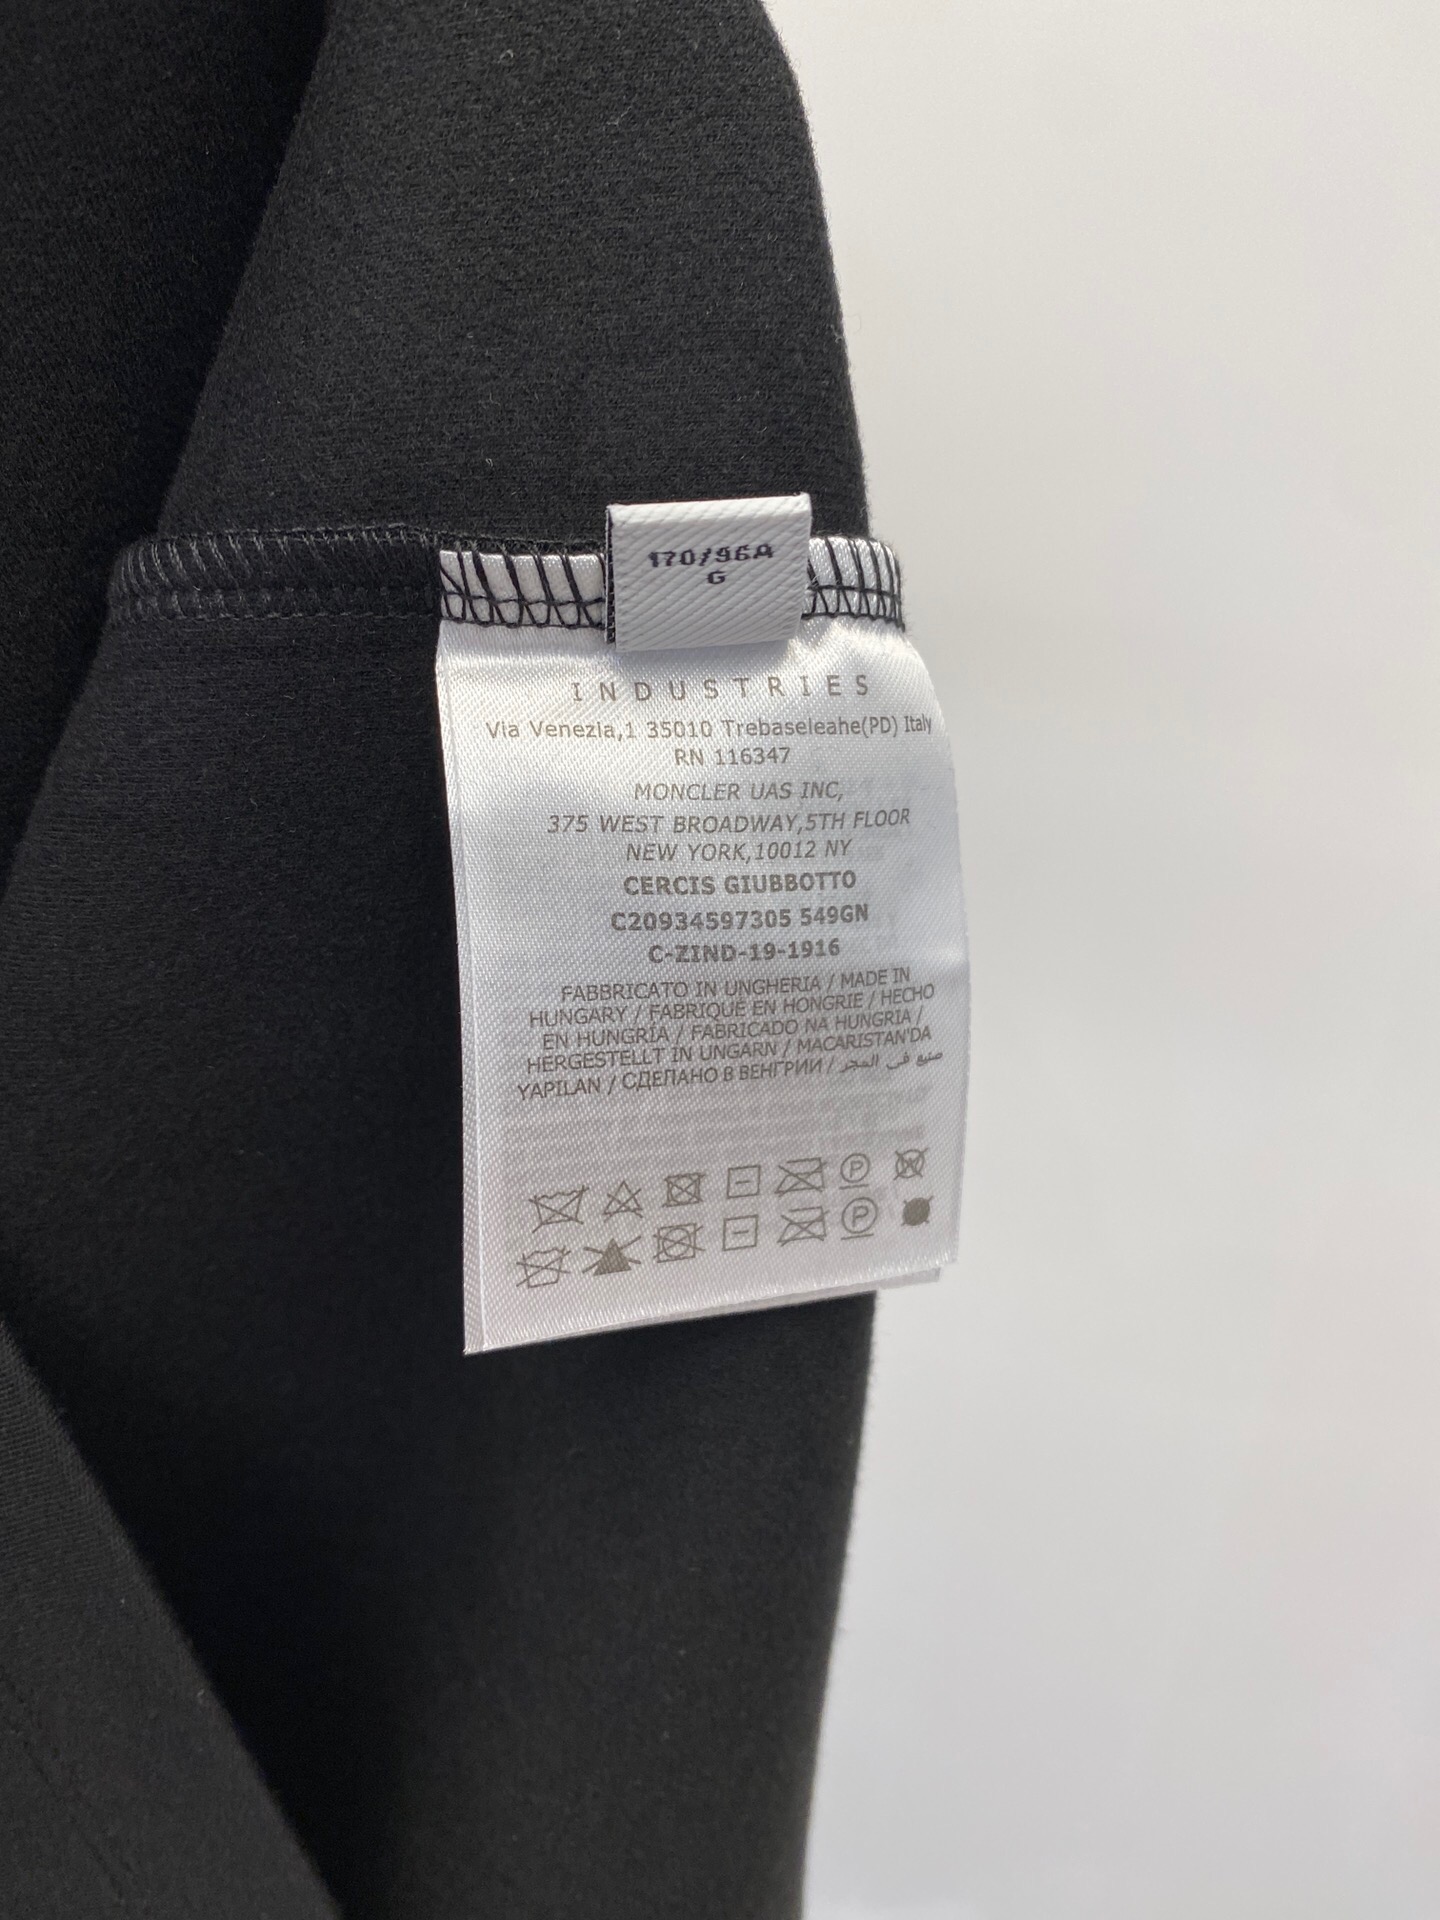 170/96A
G
INDUSTRIES
Via Venezia,1 35010 Trebaseleahe(PD) Italy
RN 116347
MONCLER UAS INC,
375 WEST BROADWAY,5TH FLOOR
NEW YORK,10012 NY
CERCIS GIUBBOTTO
C20934597305 549GN
C-ZIND-19-1916
FABBRICATO IN UNGHERIA / MADE IN
HUNGARY / FABRIQUÉ EN HONGRIE / HECHO
EN HUNGRÍA / FABRICADO NA HUNGRIA /
HERGESTELLT IN UNGARN / MACARISTAN'DA
YAPILAN / СДЕЛАНО В ВЕНГРИИ / صنيع فى المجر
P
W
P